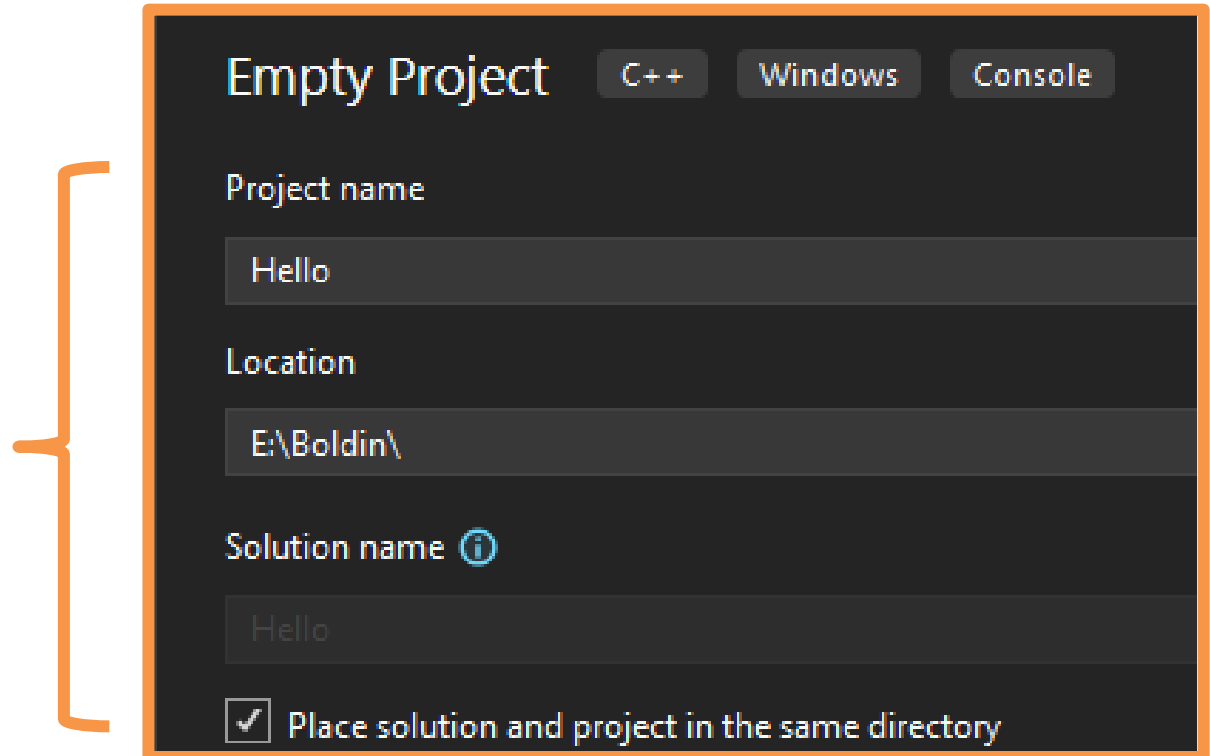 Empty Project C++ Windows Console
Project name
Hello
Location
E:\Boldin\
Solution name
Hello
Place solution and project in the same directory